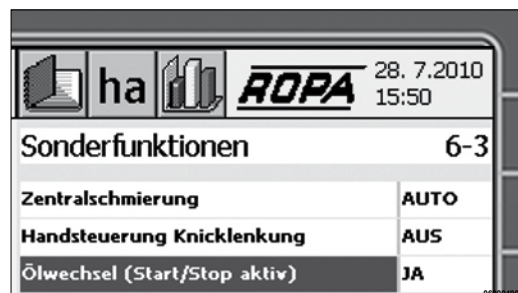 ha ROPA 28. 7.2010
15:50
Sonderfunktionen 6-3
Zentralschmierung AUTO
Handsteuerung Knicklenkung AUS
Ölwechsel (Start/Stop aktiv) JA